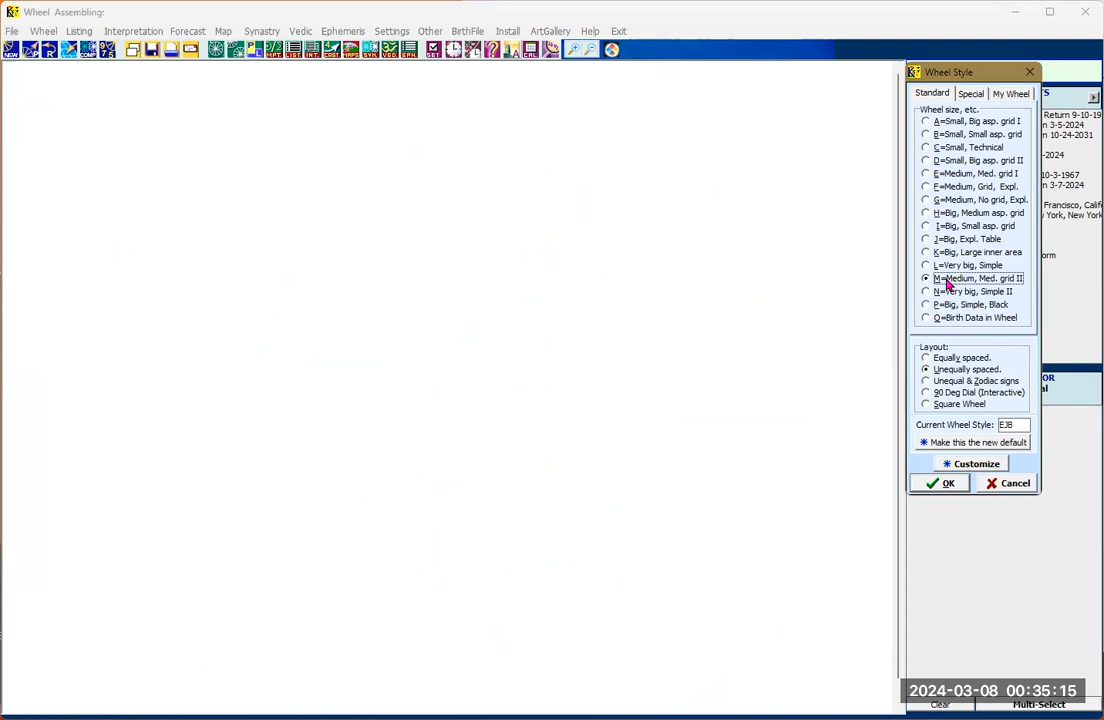 Wheel Assembling:
File Wheel Listing Interpretation Forecast Map Synastry Vedic Ephemeris Settings Other BirthFile Install ArtGallery Help Exit
Wheel Style
Standard Special My Wheel
Wheel size, etc.
A=Small, Big asp. grid I
B=Small, Small asp. grid
C=Small, Technical
D=Small, Big asp. grid II
E=Medium, Med. grid I
F=Medium, Grid, Expl.
G=Medium, No grid, Expl.
H=Big, Medium asp. grid
I=Big, Small asp. grid
J=Big, Expl. Table
K=Big, Large inner area
L=Very big, Simple
M=Medium, Med. grid II
N=Very big, Simple II
P=Big, Simple, Black
Q=Birth Data in Wheel
Layout:
Equally spaced.
Unequally spaced.
Unequal & Zodiac signs
90 Deg Dial (Interactive)
Square Wheel
Current Wheel Style: EJB
Make this the new default
Customize
OK Cancel
TS
Return 9-10-19
n 3-5-2024
n 10-24-2031
-2024
10-3-1967
n 3-7-2024
Francisco, Calif
York, New York
orm
OR
al
2024-03-08 00:35:15
Clear Multi-Select